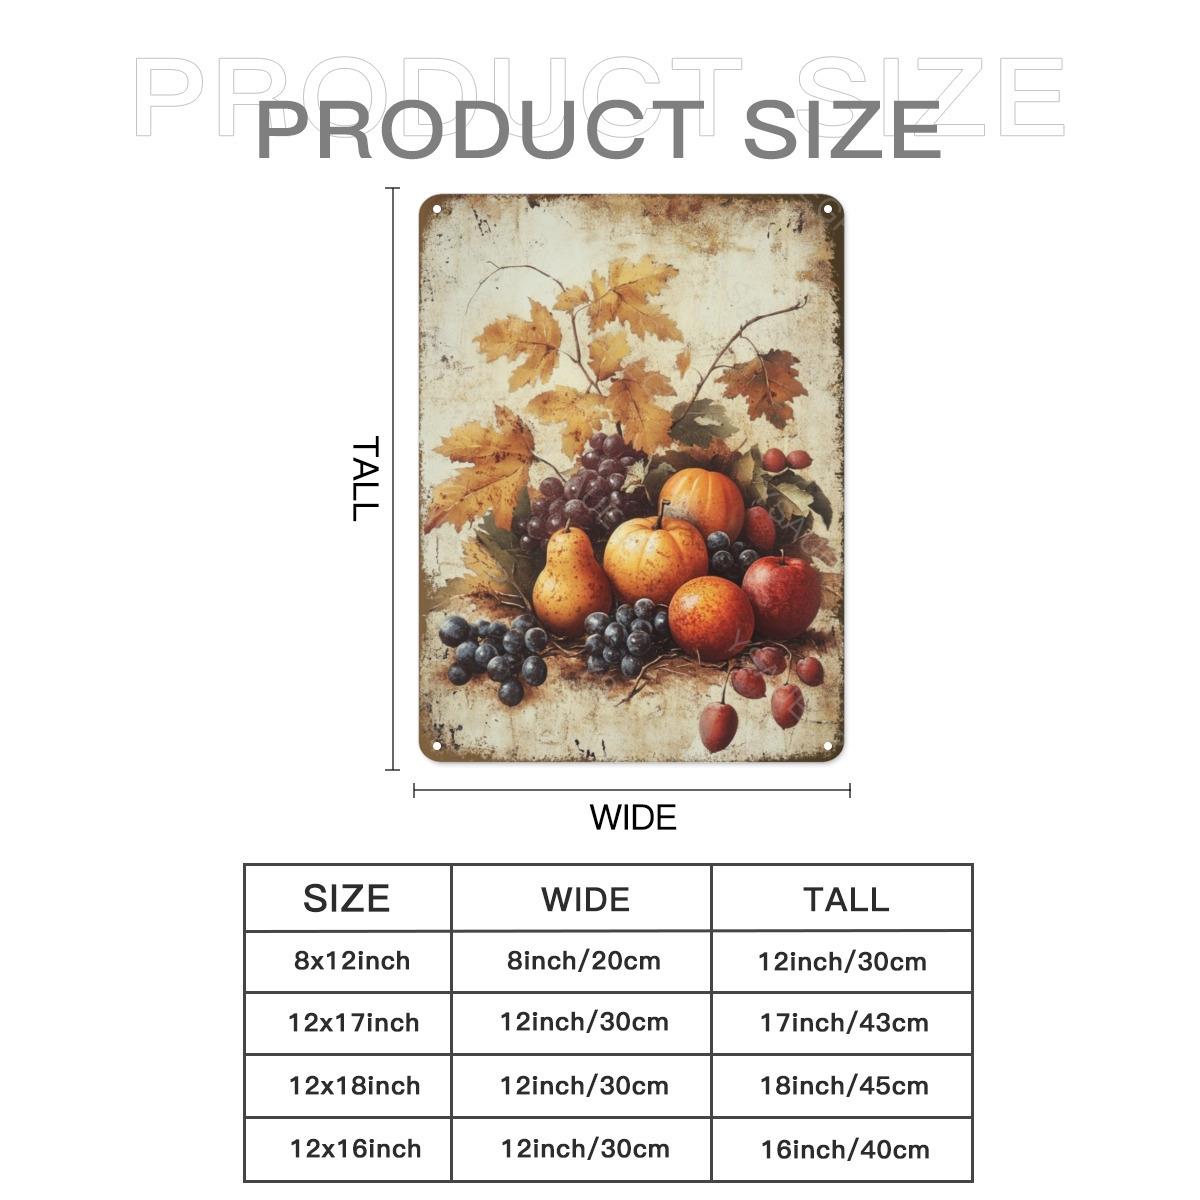 PRODUCT SIZE
PRODUCT SIZE
TALL
WIDE
SIZE WIDE TALL
8x12inch 8inch/20cm 12inch/30cm
12x17inch 12inch/30cm 17inch/43cm
12x18inch 12inch/30cm 18inch/45cm
12x16inch 12inch/30cm 16inch/40cm